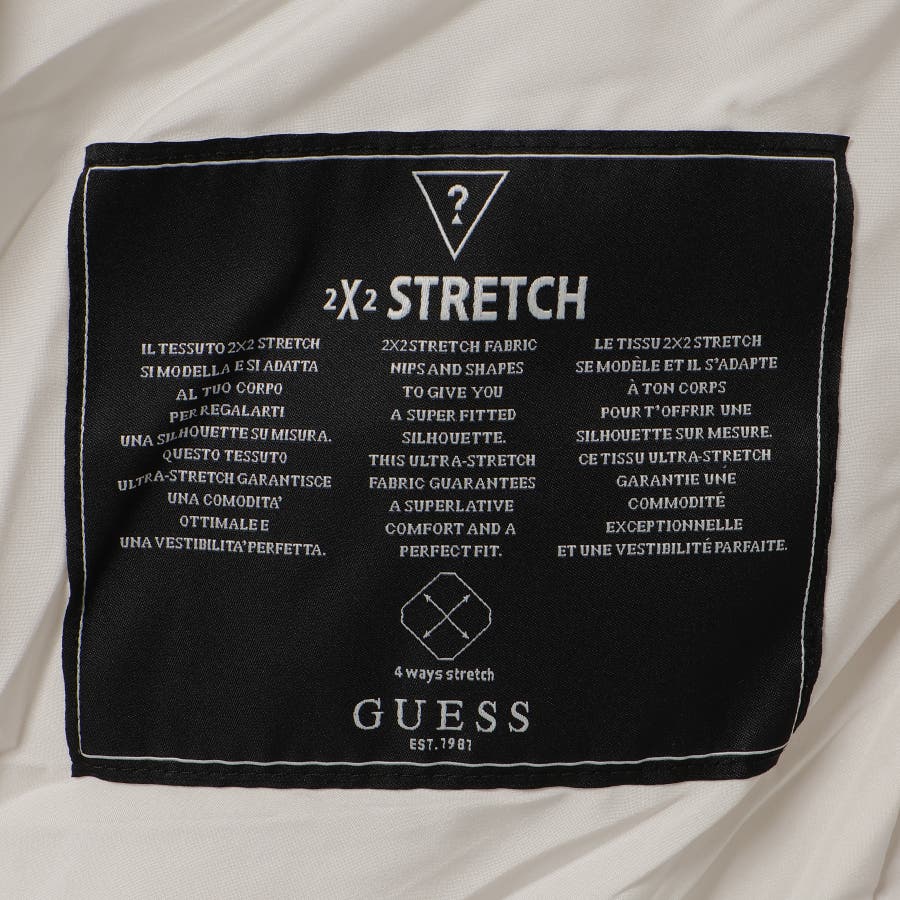 ?
2X2 STRETCH
IL TESSUTO 2X2 STRETCH
SI MODELLA E SI ADATTA
AL TUO CORPO
PER REGALARTI
UNA SILHOUETTE SU MISURA.
QUESTO TESSUTO
ULTRA-STRETCH GARANTISCE
UNA COMODITA'
OTTIMALE E
UNA VESTIBILITA' PERFETTA.
2X2 STRETCH FABRIC
NIPS AND SHAPES
TO GIVE YOU
A SUPER FITTED
SILHOUETTE.
THIS ULTRA-STRETCH
FABRIC GUARANTEES
A SUPERLATIVE
COMFORT AND A
PERFECT FIT.
LE TISSU 2X2 STRETCH
SE MODÈLE ET IL S'ADAPTE
À TON CORPS
POUR T'OFFRIR UNE
SILHOUETTE SUR MESURE.
CE TISSU ULTRA-STRETCH
GARANTIE UNE
COMMODITÉ
EXCEPTIONNELLE
ET UNE VESTIBILITÉ PARFAITE.
4 ways stretch
GUESS
EST. 1981